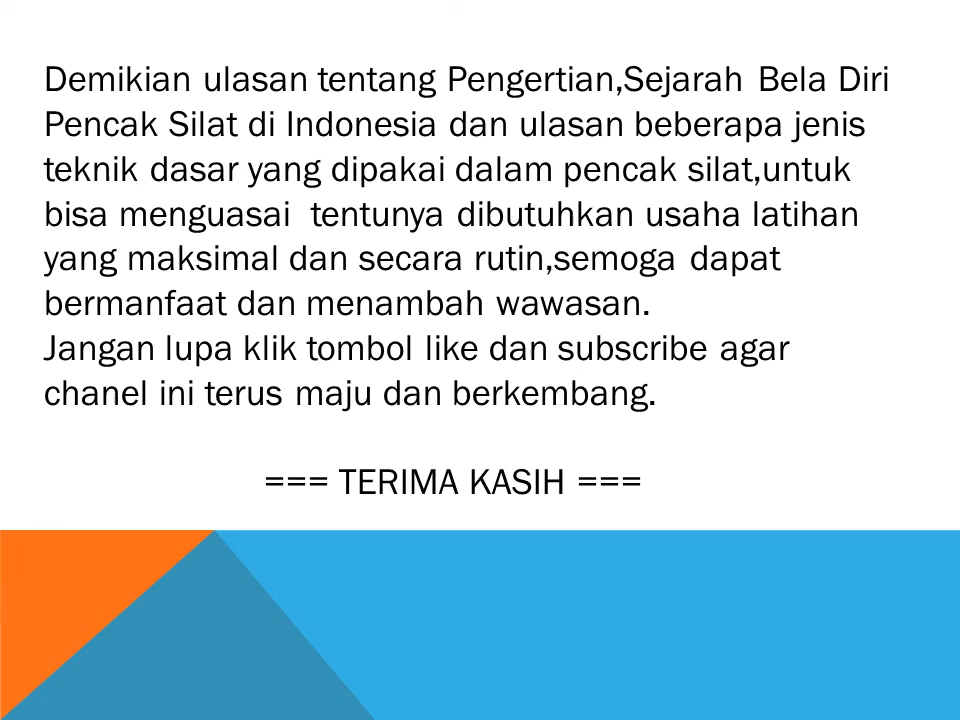 Demikian ulasan tentang Pengertian,Sejarah Bela Diri
Pencak Silat di Indonesia dan ulasan beberapa jenis
teknik dasar yang dipakai dalam pencak silat,untuk
bisa menguasai  tentunya dibutuhkan usaha latihan
yang maksimal dan secara rutin,semoga dapat
bermanfaat dan menambah wawasan.
Jangan lupa klik tombol like dan subscribe agar
chanel ini terus maju dan berkembang.
=== TERIMA KASIH ===